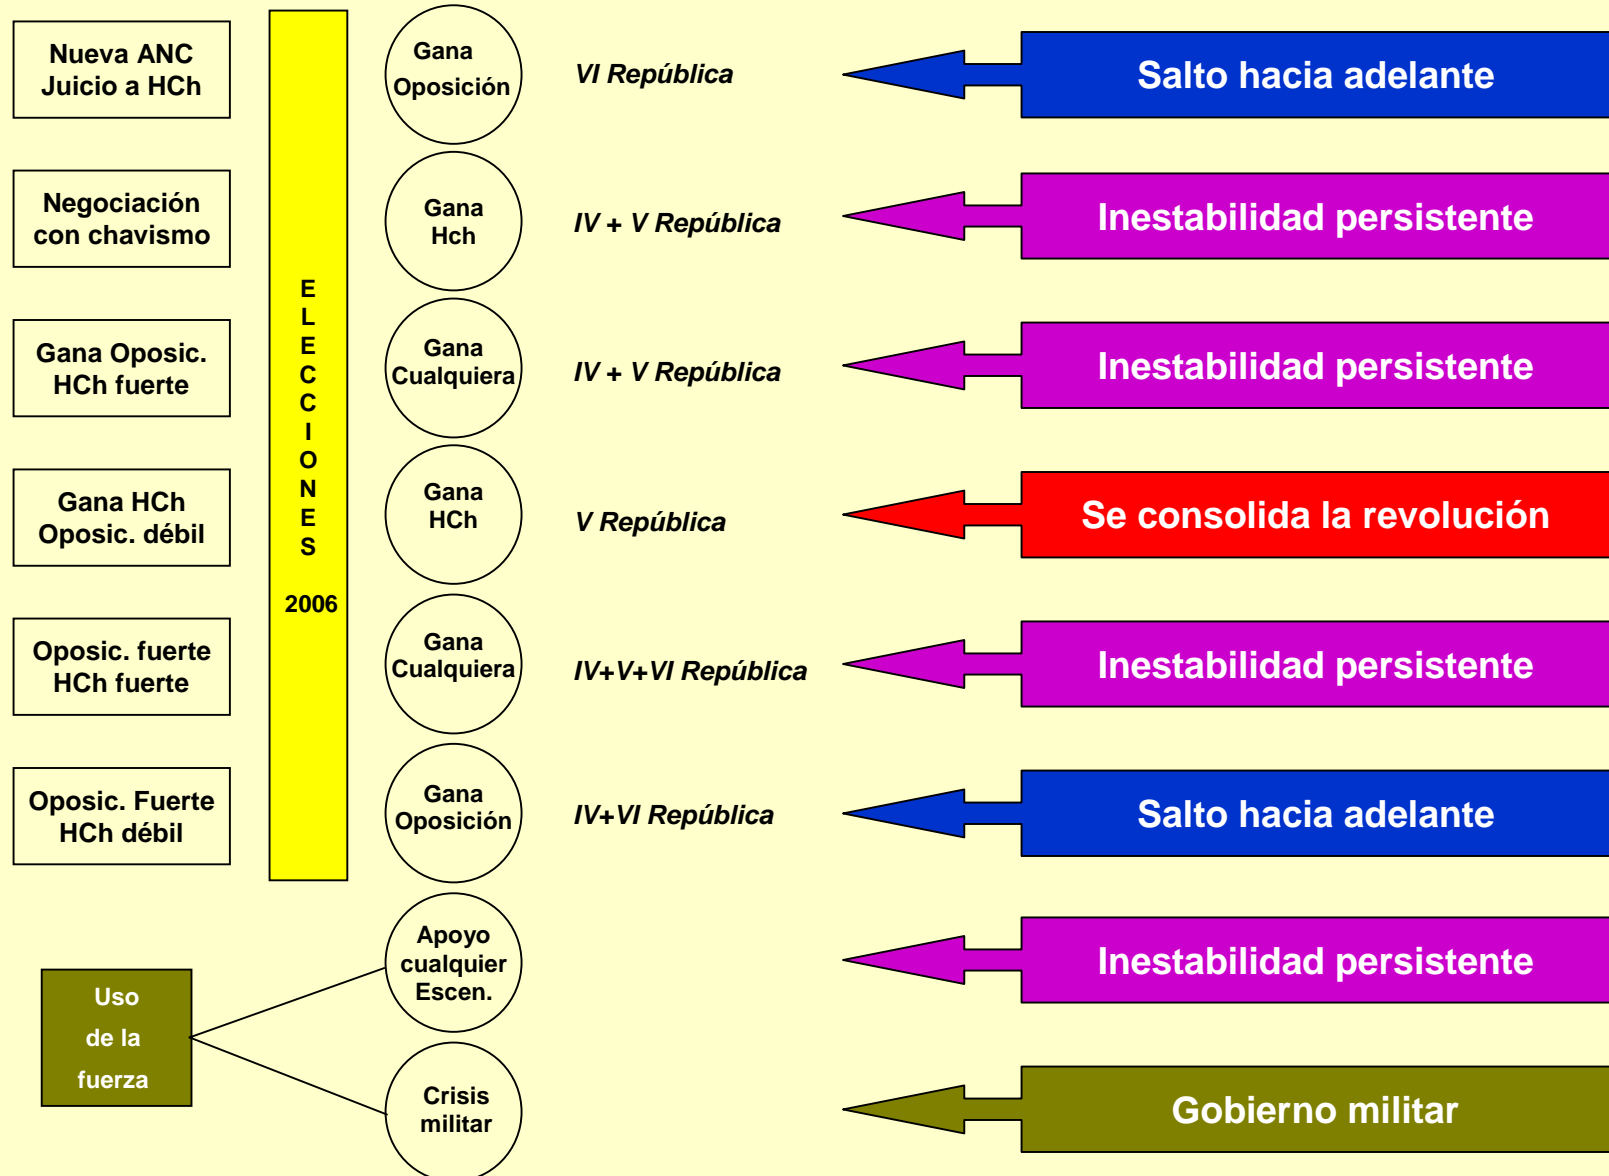 Nueva ANC
Juicio a HCh
Gana
Oposición
VI República
Salto hacia adelante
Negociación
con chavismo
Gana
Hch
IV + V República
Inestabilidad persistente
E
L
E
C
C
I
O
N
E
S
2006
Gana Oposic.
HCh fuerte
Gana
Cualquiera
IV + V República
Inestabilidad persistente
Gana HCh
Oposic. débil
Gana
HCh
V República
Se consolida la revolución
Oposic. fuerte
HCh fuerte
Gana
Cualquiera
IV+V+VI República
Inestabilidad persistente
Oposic. Fuerte
HCh débil
Gana
Oposición
IV+VI República
Salto hacia adelante
Uso
de la
fuerza
Apoyo
cualquier
Escen.
Inestabilidad persistente
Crisis
militar
Gobierno militar